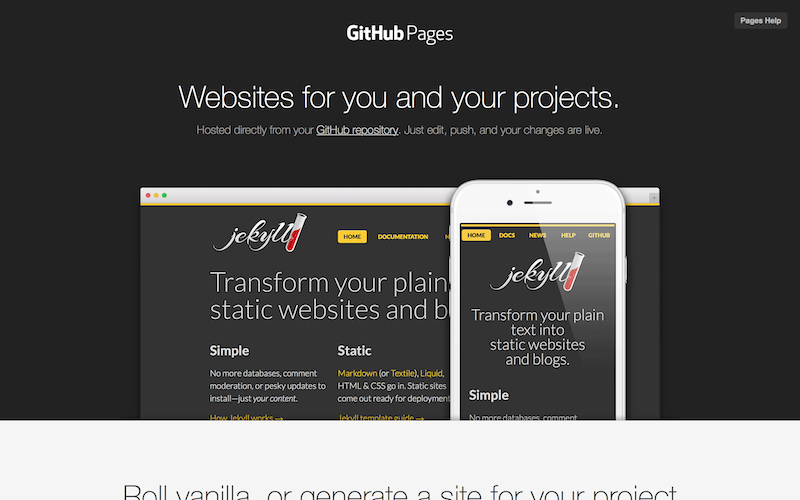 GitHub Pages
Pages Help
Websites for you and your projects.
Hosted directly from your GitHub repository. Just edit, push, and your changes are live.
jekyll
HOME DOCUMENTATION
Transform your plain
static websites and
Simple
No more databases, comment
moderation, or pesky updates to
install—just your content.
How Jekyll works →
Static
Markdown (or Textile), Liquid,
HTML & CSS go in. Static sites
come out ready for deployment
Jekyll template guide →
HOME DOCS NEWS HELP GITHUB
jekyll
Transform your plain
text into
static websites
and blogs.
Simple
No more databases, comment
Roll vanilla, or generate a site for your project